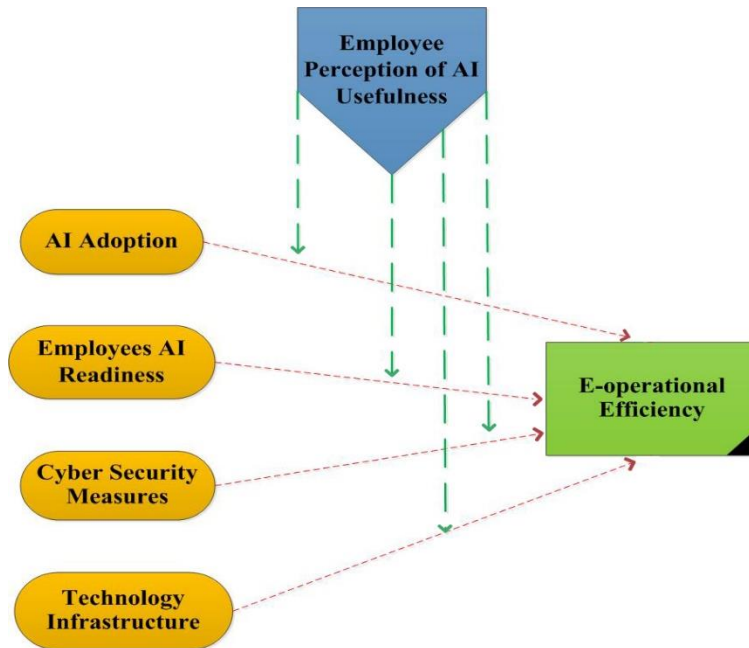 Employee
Perception of AI
Usefulness
AI Adoption
Employees AI
Readiness
E-operational
Efficiency
Cyber Security
Measures
Technology
Infrastructure